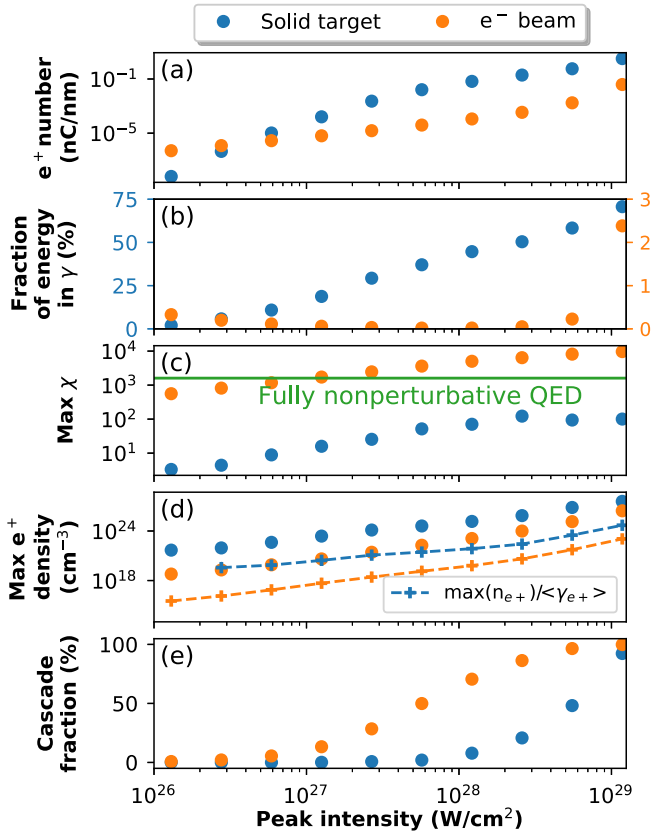 Solid target
e⁻ beam
(a)
e⁺ number
(nC/nm)
10⁻¹
10⁻⁵
(b)
Fraction
of energy
in γ (%)
75
50
25
0
3
2
1
0
(c)
Max χ
10⁴
10³
10²
10¹
Fully nonperturbative QED
(d)
Max e⁺
density
(cm⁻³)
10²⁴
10¹⁸
max(nₑ₊)/<γₑ₊>
(e)
Cascade
fraction (%)
100
50
0
10²⁶
10²⁷
10²⁸
10²⁹
Peak intensity (W/cm²)